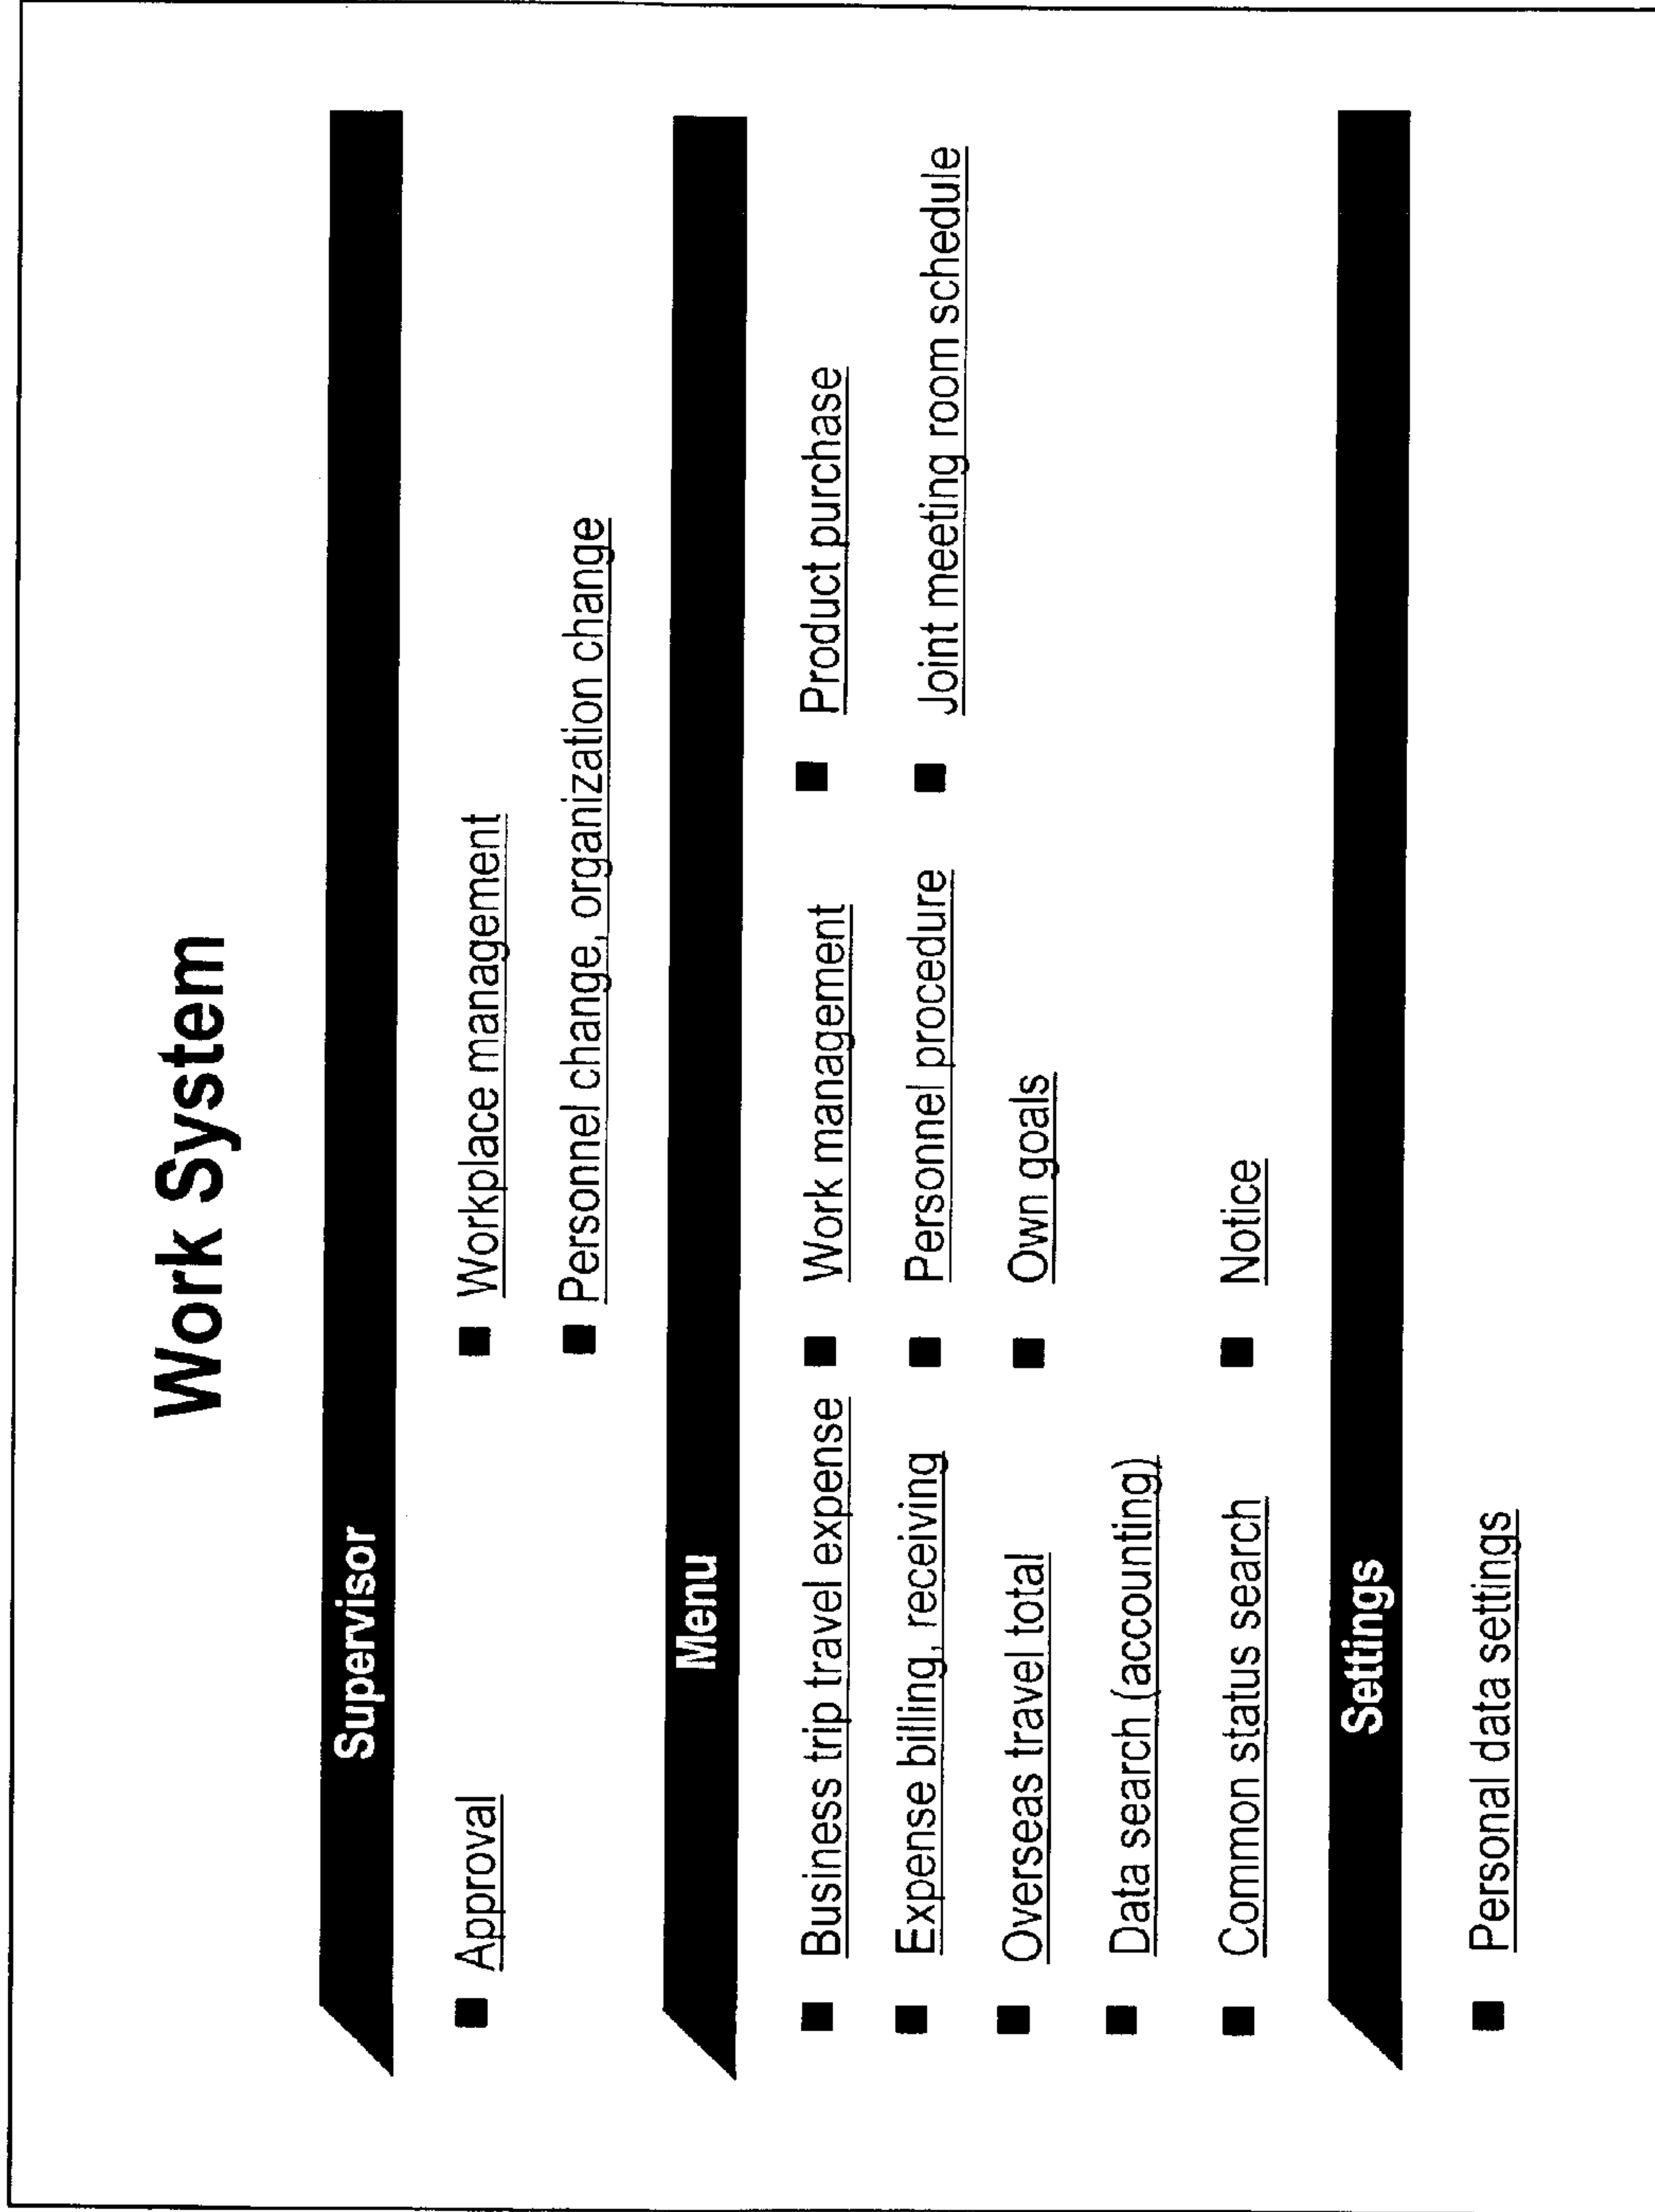 Work System
Supervisor
Approval
Workplace management
Personnel change, organization change
Menu
Business trip travel expense
Work management
Product purchase
Expense billing, receiving
Personnel procedure
Joint meeting room schedule
Overseas travel total
Own goals
Data search (accounting)
Common status search
Notice
Settings
Personal data settings